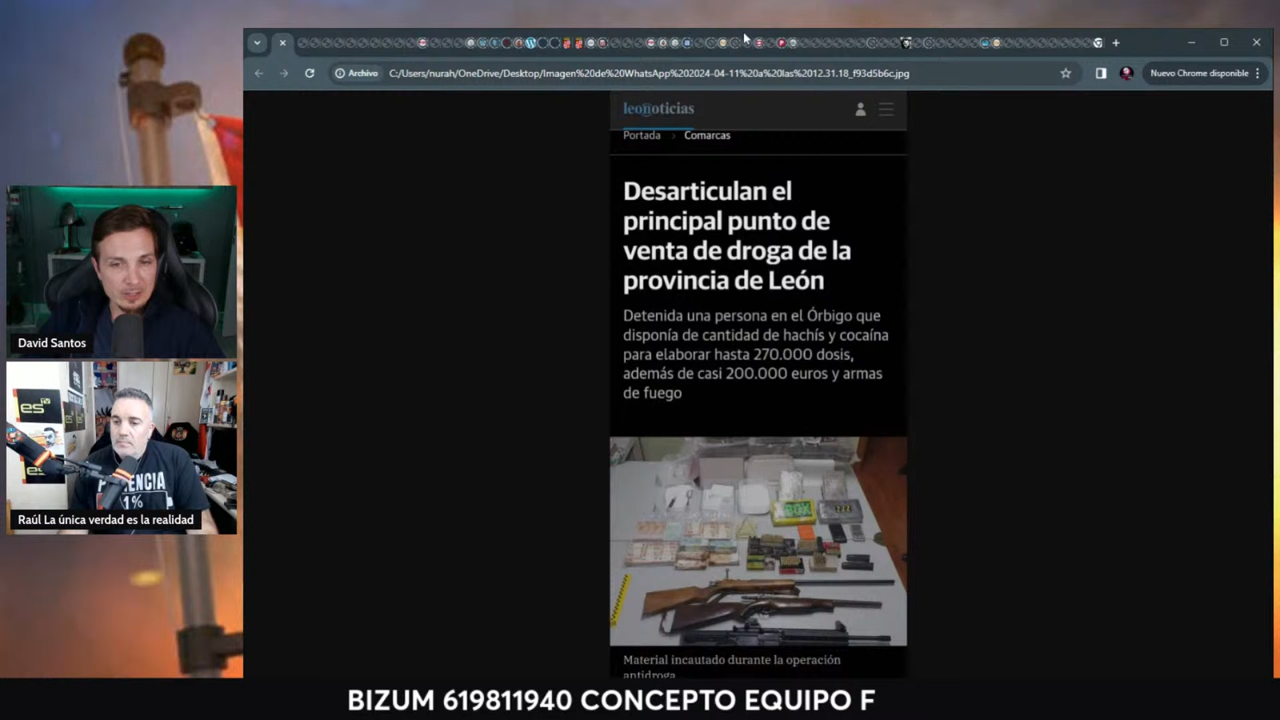 Archivo
C:/Users/nurah/OneDrive/Desktop/Imagen%20de%20WhatsApp%202024-04-11%20a%20las%2012.31.18_f93d5b6c.jpg
Nuevo Chrome disponible
leonoticias
Portada > Comarcas
Desarticulan el
principal punto de
venta de droga de la
provincia de León
Detenida una persona en el Órbigo que
disponía de cantidad de hachís y cocaína
para elaborar hasta 270.000 dosis,
además de casi 200.000 euros y armas
de fuego
BOX
Material incautado durante la operación
antidroga
David Santos
es
1%
Raúl La única verdad es la realidad
BIZUM 619811940 CONCEPTO EQUIPO F